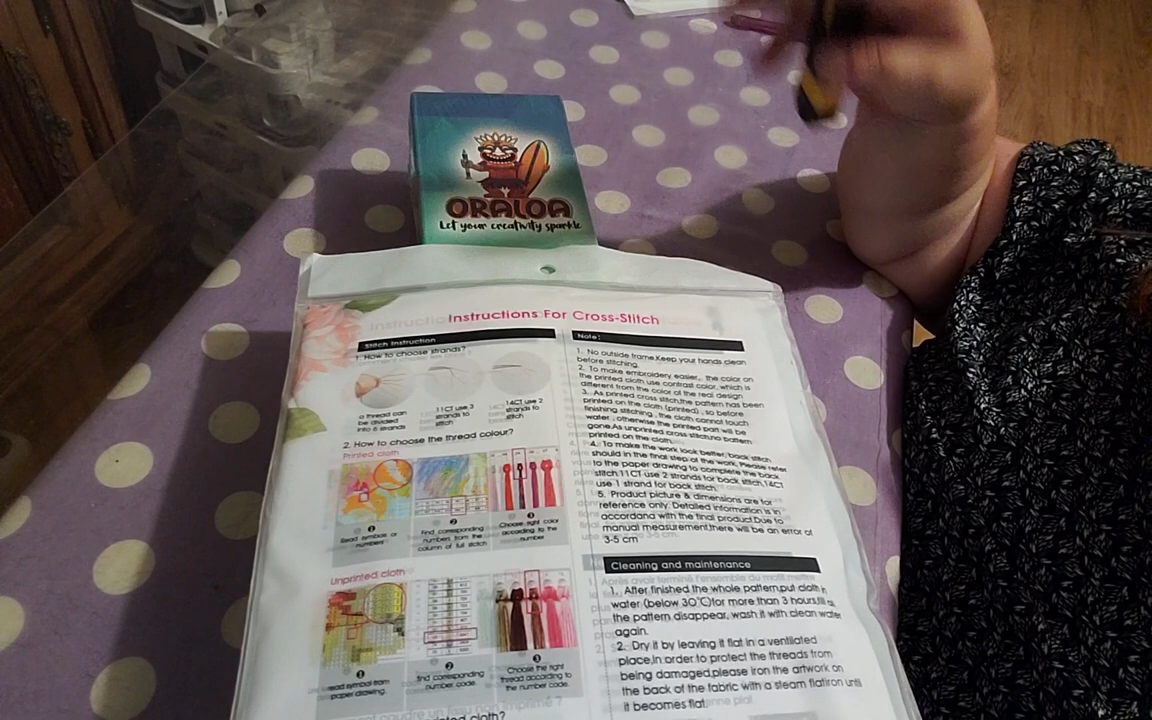 ORALOA
Let your creativity sparkle
Instructions For Cross-Stitch
Stitch Instruction
1. How to choose strands?
a thread can
be divided
into 6 strands
11CT use 3
strands to
stitch
14CT use 2
strands to
stitch
2. How to choose the thread colour?
Printed cloth
1
Read symbols or
numbers
2
Find corresponding
numbers from the
column of full stitch
3
Choose right color
according to the
number
Unprinted cloth
1
read symbol from
paper drawing.
2
find corresponding
number code.
3
Choose the right
thread according to
the number code.
cloth?
Note:
1. No outside frame.Keep your hands clean
before stitching.
2. To make embroidery easier, the color on
the printed cloth use contrast color, which is
different from the color of the real design
3. As printed cross stitch,the pattern has been
printed on the cloth (printed) ,so before
finishing stitching , the cloth cannot touch
water , otherwise the printed part will be
gone.As unprinted cross stitch,no pattern
printed on the cloth.
4. To make the work look better,back stitch
should in the final step of the work. Please refer
to the paper drawing to complete the back
stitch.11CT use 2 strands for back stitch,14CT
use 1 strand for back stitch.
5. Product picture & dimensions are for
reference only. Detailed information is in
accordana with the final product.Due to
manual measurement,there will be an error of
3-5 cm
Cleaning and maintenance
1. After finished the whole pattern,put cloth in
water (below 30°C)for more than 3 hours,till
the pattern disappear, wash it with clean water
again.
2. Dry it by leaving it flat in a ventilated
place,in order to protect the threads from
being damaged,please iron the artwork on
the back of the fabric with a steam flatiron until
it becomes flat.